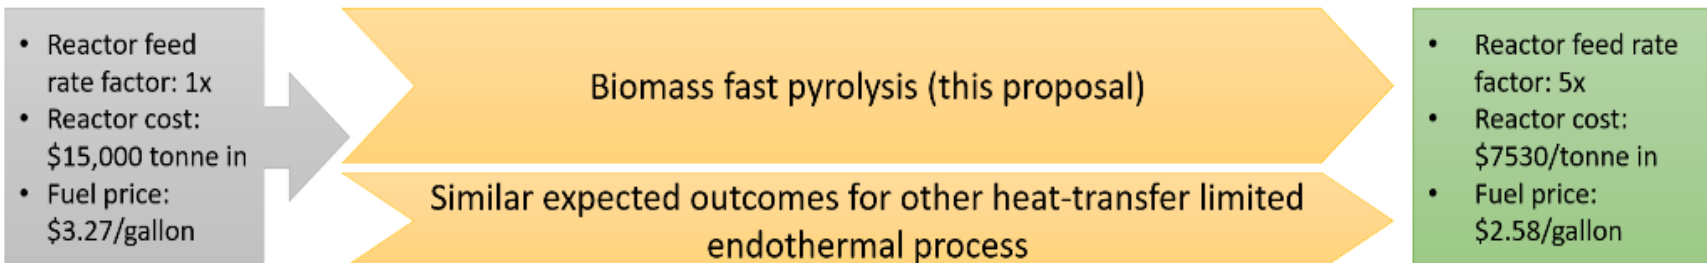 • Reactor feed
rate factor: 1x
• Reactor cost:
$15,000 tonne in
• Fuel price:
$3.27/gallon
Biomass fast pyrolysis (this proposal)
Similar expected outcomes for other heat-transfer limited
endothermal process
• Reactor feed rate
factor: 5x
• Reactor cost:
$7530/tonne in
• Fuel price:
$2.58/gallon